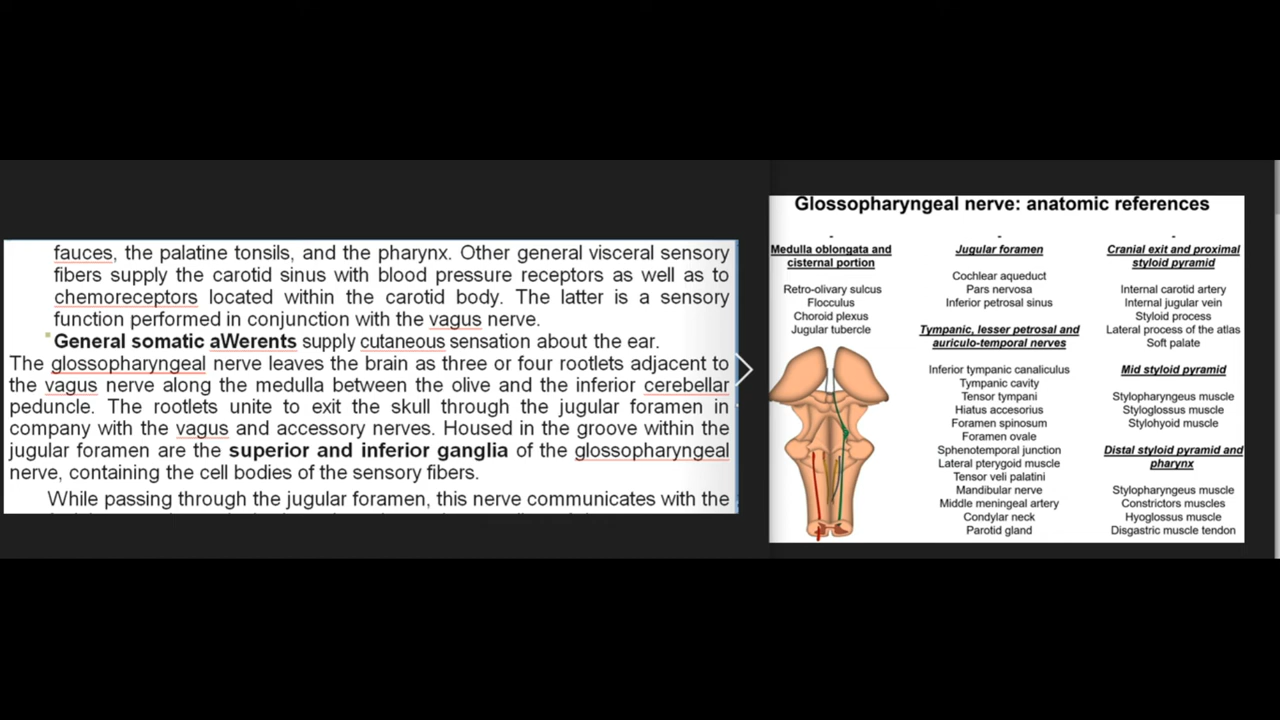 fauces, the palatine tonsils, and the pharynx. Other general visceral sensory
fibers supply the carotid sinus with blood pressure receptors as well as to
chemoreceptors located within the carotid body. The latter is a sensory
function performed in conjunction with the vagus nerve.
General somatic aWerents supply cutaneous sensation about the ear.
The glossopharyngeal nerve leaves the brain as three or four rootlets adjacent to
the vagus nerve along the medulla between the olive and the inferior cerebellar
peduncle. The rootlets unite to exit the skull through the jugular foramen in
company with the vagus and accessory nerves. Housed in the groove within the
jugular foramen are the superior and inferior ganglia of the glossopharyngeal
nerve, containing the cell bodies of the sensory fibers.
While passing through the jugular foramen, this nerve communicates with the
Glossopharyngeal nerve: anatomic references
-
Medulla oblongata and
cisternal portion
Retro-olivary sulcus
Flocculus
Choroid plexus
Jugular tubercle
-
Jugular foramen
Cochlear aqueduct
Pars nervosa
Inferior petrosal sinus
Tympanic, lesser petrosal and
auriculo-temporal nerves
Inferior tympanic canaliculus
Tympanic cavity
Tensor tympani
Hiatus accesorius
Foramen spinosum
Foramen ovale
Sphenotemporal junction
Lateral pterygoid muscle
Tensor veli palatini
Mandibular nerve
Middle meningeal artery
Condylar neck
Parotid gland
-
Cranial exit and proximal
styloid pyramid
Internal carotid artery
Internal jugular vein
Styloid process
Lateral process of the atlas
Soft palate
Mid styloid pyramid
Stylopharyngeus muscle
Styloglossus muscle
Stylohyoid muscle
Distal styloid pyramid and
pharynx
Stylopharyngeus muscle
Constrictors muscles
Hyoglossus muscle
Disgastric muscle tendon